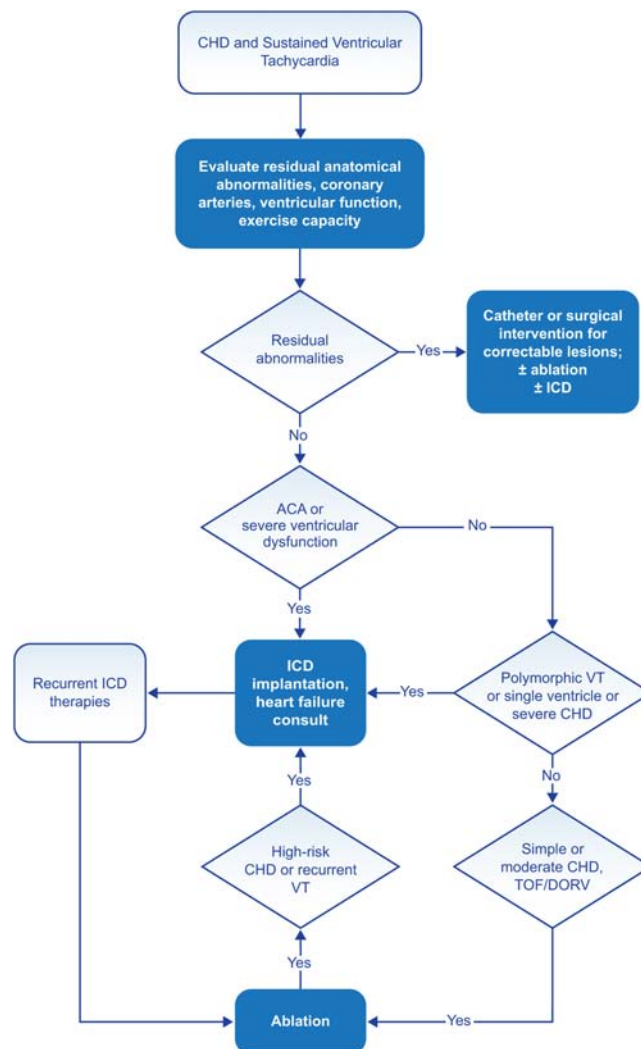 CHD and Sustained Ventricular
Tachycardia
Evaluate residual anatomical
abnormalities, coronary
arteries, ventricular function,
exercise capacity
Residual
abnormalities
Yes
Catheter or surgical
intervention for
correctable lesions;
± ablation
± ICD
No
ACA or
severe ventricular
dysfunction
No
Yes
Recurrent ICD
therapies
ICD
implantation,
heart failure
consult
Yes
Polymorphic VT
or single ventricle or
severe CHD
Yes
No
High-risk
CHD or recurrent
VT
Simple or
moderate CHD,
TOF/DORV
Yes
Ablation
Yes